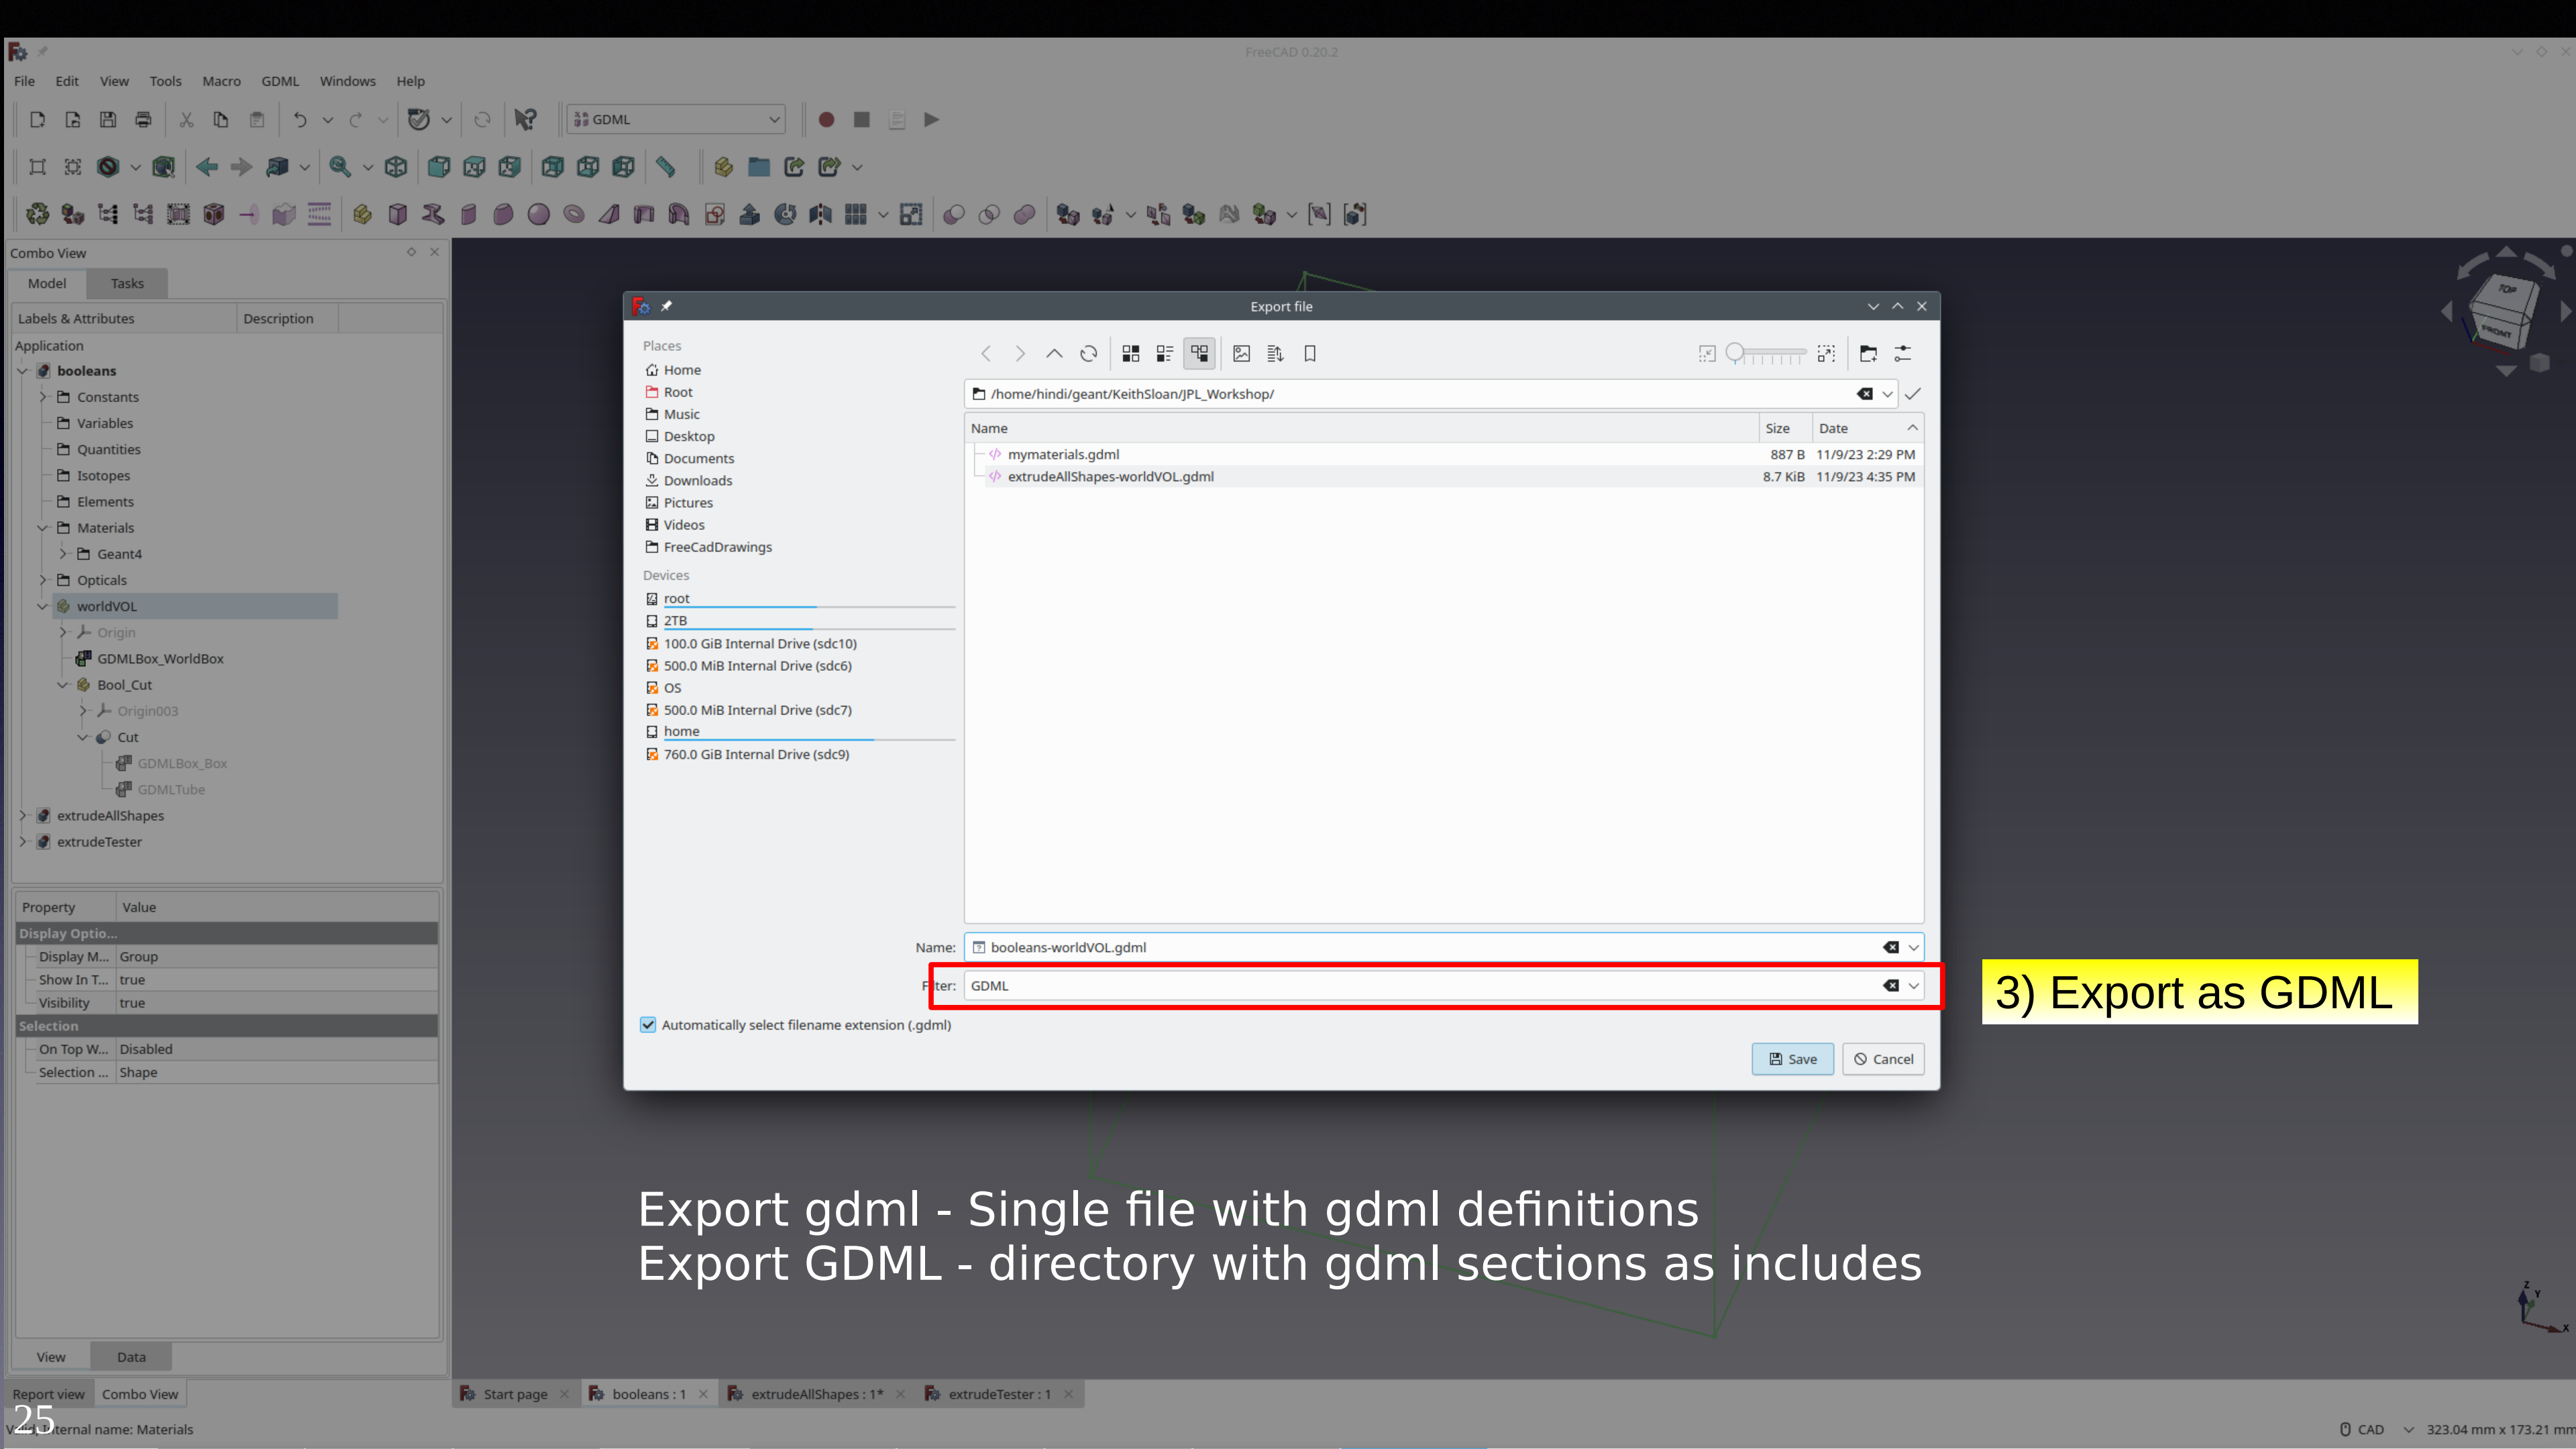 FreeCAD 0.20.2
File Edit View Tools Macro GDML Windows Help
GDML
Combo View
Model Tasks
Labels & Attributes Description
Application
booleans
Constants
Variables
Quantities
Isotopes
Elements
Materials
Geant4
Opticals
worldVOL
Origin
GDMLBox_WorldBox
Bool_Cut
Origin003
Cut
GDMLBox_Box
GDMLTube
extrudeAllShapes
extrudeTester
Property Value
Display Optio...
Display M... Group
Show In T... true
Visibility true
Selection
On Top W... Disabled
Selection ... Shape
View Data
Report view Combo View
Export file
Places
Home
Root
Music
Desktop
Documents
Downloads
Pictures
Videos
FreeCadDrawings
Devices
root
2TB
100.0 GiB Internal Drive (sdc10)
500.0 MiB Internal Drive (sdc6)
OS
500.0 MiB Internal Drive (sdc7)
home
760.0 GiB Internal Drive (sdc9)
/home/hindi/geant/KeithSloan/JPL_Workshop/
Name Size Date
mymaterials.gdml 887 B 11/9/23 2:29 PM
extrudeAllShapes-worldVOL.gdml 8.7 KiB 11/9/23 4:35 PM
Name: booleans-worldVOL.gdml
Filter: GDML
Automatically select filename extension (.gdml)
Save Cancel
TOP
FRONT
3) Export as GDML
Export gdml - Single file with gdml definitions
Export GDML - directory with gdml sections as includes
Z
Y
X
Start page booleans : 1 extrudeAllShapes : 1* extrudeTester : 1
25
internal name: Materials
CAD 323.04 mm x 173.21 mm